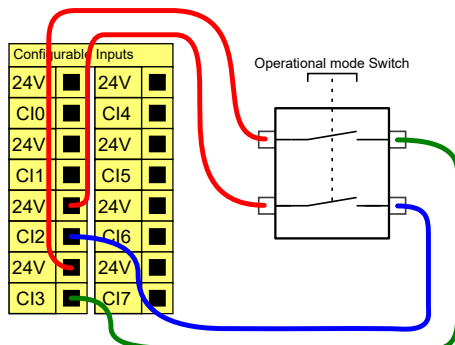 Configurable Inputs
Operational mode Switch
24V 24V
CI0 CI4
24V 24V
CI1 CI5
24V 24V
CI2 CI6
24V 24V
CI3 CI7